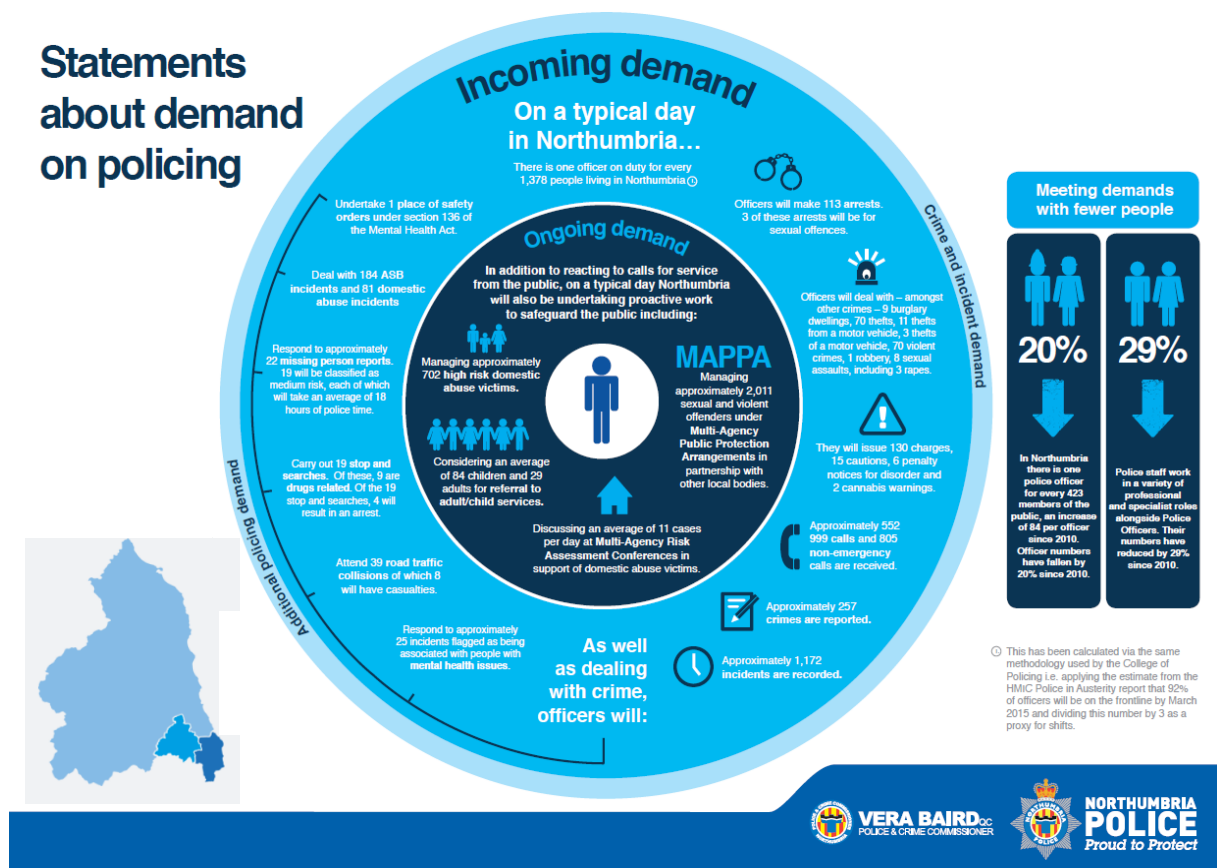 Statements
about demand
on policing
Incoming demand
On a typical day
in Northumbria…
There is one officer on duty for every
1,378 people living in Northumbria
Crime and incident demand
Officers will make 113 arrests.
3 of these arrests will be for
sexual offences.
Officers will deal with – amongst
other crimes – 9 burglary
dwellings, 70 thefts, 11 thefts
from a motor vehicle, 3 thefts
of a motor vehicle, 70 violent
crimes, 1 robbery, 8 sexual
assaults, including 3 rapes.
They will issue 130 charges,
15 cautions, 6 penalty
notices for disorder and
2 cannabis warnings.
Approximately 552
999 calls and 805
non-emergency
calls are received.
Approximately 257
crimes are reported.
Approximately 1,172
incidents are recorded.
As well
as dealing
with crime,
officers will:
Additional policing demand
Undertake 1 place of safety
orders under section 136 of
the Mental Health Act.
Deal with 184 ASB
incidents and 81 domestic
abuse incidents
Respond to approximately
22 missing person reports.
19 will be classified as
medium risk, each of which
will take an average of 18
hours of police time.
Carry out 19 stop and
searches. Of these, 9 are
drugs related. Of the 19
stop and searches, 4 will
result in an arrest.
Attend 39 road traffic
collisions of which 8
will have casualties.
Respond to approximately
25 incidents flagged as being
associated with people with
mental health issues.
Ongoing demand
In addition to reacting to calls for service
from the public, on a typical day Northumbria
will also be undertaking proactive work
to safeguard the public including:
Managing approximately
702 high risk domestic
abuse victims.
Considering an average
of 84 children and 29
adults for referral to
adult/child services.
MAPPA
Managing
approximately 2,011
sexual and violent
offenders under
Multi-Agency
Public Protection
Arrangements in
partnership with
other local bodies.
Discussing an average of 11 cases
per day at Multi-Agency Risk
Assessment Conferences in
support of domestic abuse victims.
Meeting demands
with fewer people
20%
In Northumbria
there is one
police officer
for every 423
members of the
public, an increase
of 84 per officer
since 2010.
Officer numbers
have fallen by
20% since 2010.
29%
Police staff work
in a variety of
professional
and specialist roles
alongside Police
Officers. Their
numbers have
reduced by 29%
since 2010.
This has been calculated via the same
methodology used by the College of
Policing i.e. applying the estimate from the
HMIC Police in Austerity report that 92%
of officers will be on the frontline by March
2015 and dividing this number by 3 as a
proxy for shifts.
VERA BAIRD QC
POLICE & CRIME COMMISSIONER
NORTHUMBRIA
POLICE
Proud to Protect